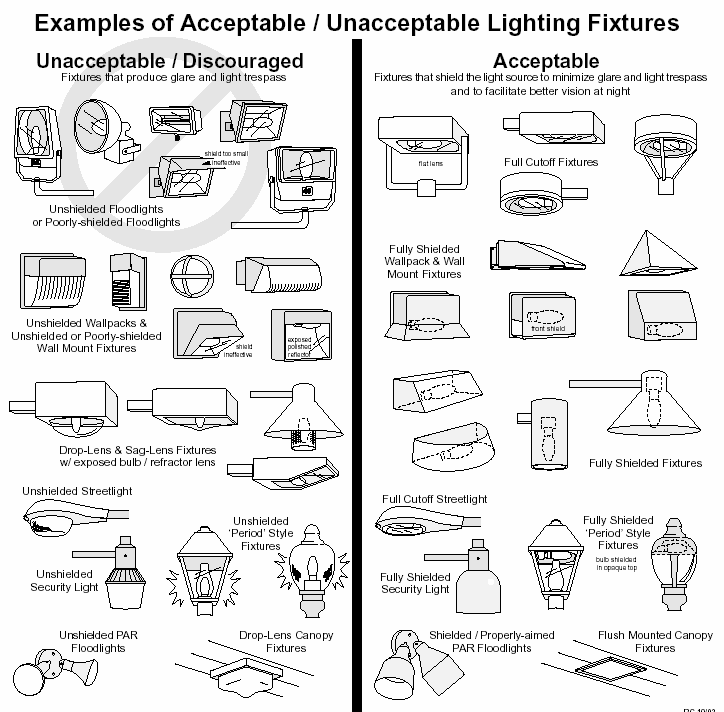 Examples of Acceptable / Unacceptable Lighting Fixtures
Unacceptable / Discouraged
Fixtures that produce glare and light trespass
shield too small
ineffective
Unshielded Floodlights
or Poorly-shielded Floodlights
Unshielded Wallpacks &
Unshielded or Poorly-shielded
Wall Mount Fixtures
shield
ineffective
exposed
polished
reflector
Drop-Lens & Sag-Lens Fixtures
w/ exposed bulb / refractor lens
Unshielded Streetlight
Unshielded
'Period' Style
Fixtures
Unshielded
Security Light
Unshielded PAR
Floodlights
Drop-Lens Canopy
Fixtures
Acceptable
Fixtures that shield the light source to minimize glare and light trespass
and to facilitate better vision at night
flat lens
Full Cutoff Fixtures
Fully Shielded
Wallpack & Wall
Mount Fixtures
front shield
Fully Shielded Fixtures
Full Cutoff Streetlight
Fully Shielded
'Period' Style
Fixtures
bulb shielded
in opaque top
Fully Shielded
Security Light
Shielded / Properly-aimed
PAR Floodlights
Flush Mounted Canopy
Fixtures